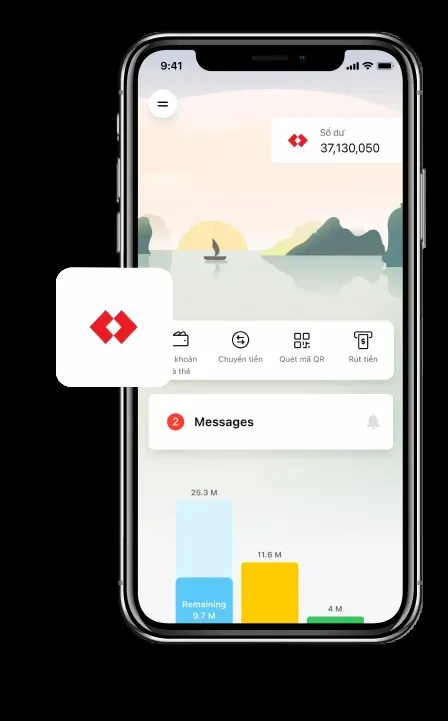 9:41
Số dư
37,130,050
khoản
à thẻ
Chuyển tiền
Quét mã QR
Rút tiền
2 Messages
25.3 M
11.6 M
4 M
Remaining
9.7 M